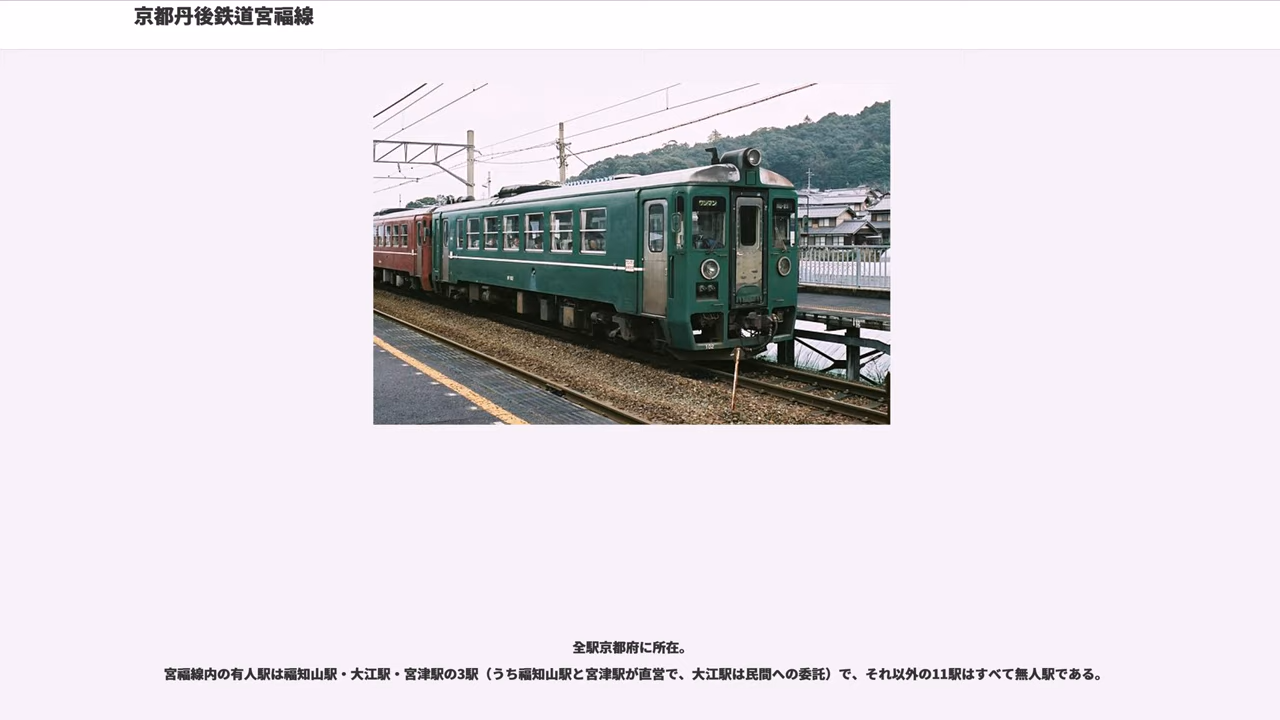 京都丹後鉄道宮福線
ワンマン
全駅京都府に所在。
宮福線内の有人駅は福知山駅・大江駅・宮津駅の3駅（うち福知山駅と宮津駅が直営で、大江駅は民間への委託）で、それ以外の11駅はすべて無人駅である。